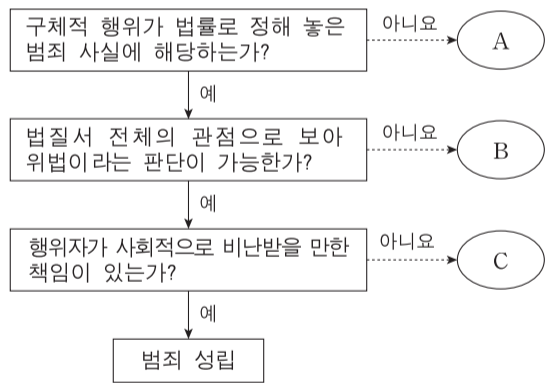 구체적 행위가 법률로 정해 놓은
범죄 사실에 해당하는가?
아니요
A
예
법질서 전체의 관점으로 보아
위법이라는 판단이 가능한가?
아니요
B
예
행위자가 사회적으로 비난받을 만한
책임이 있는가?
아니요
C
예
범죄 성립